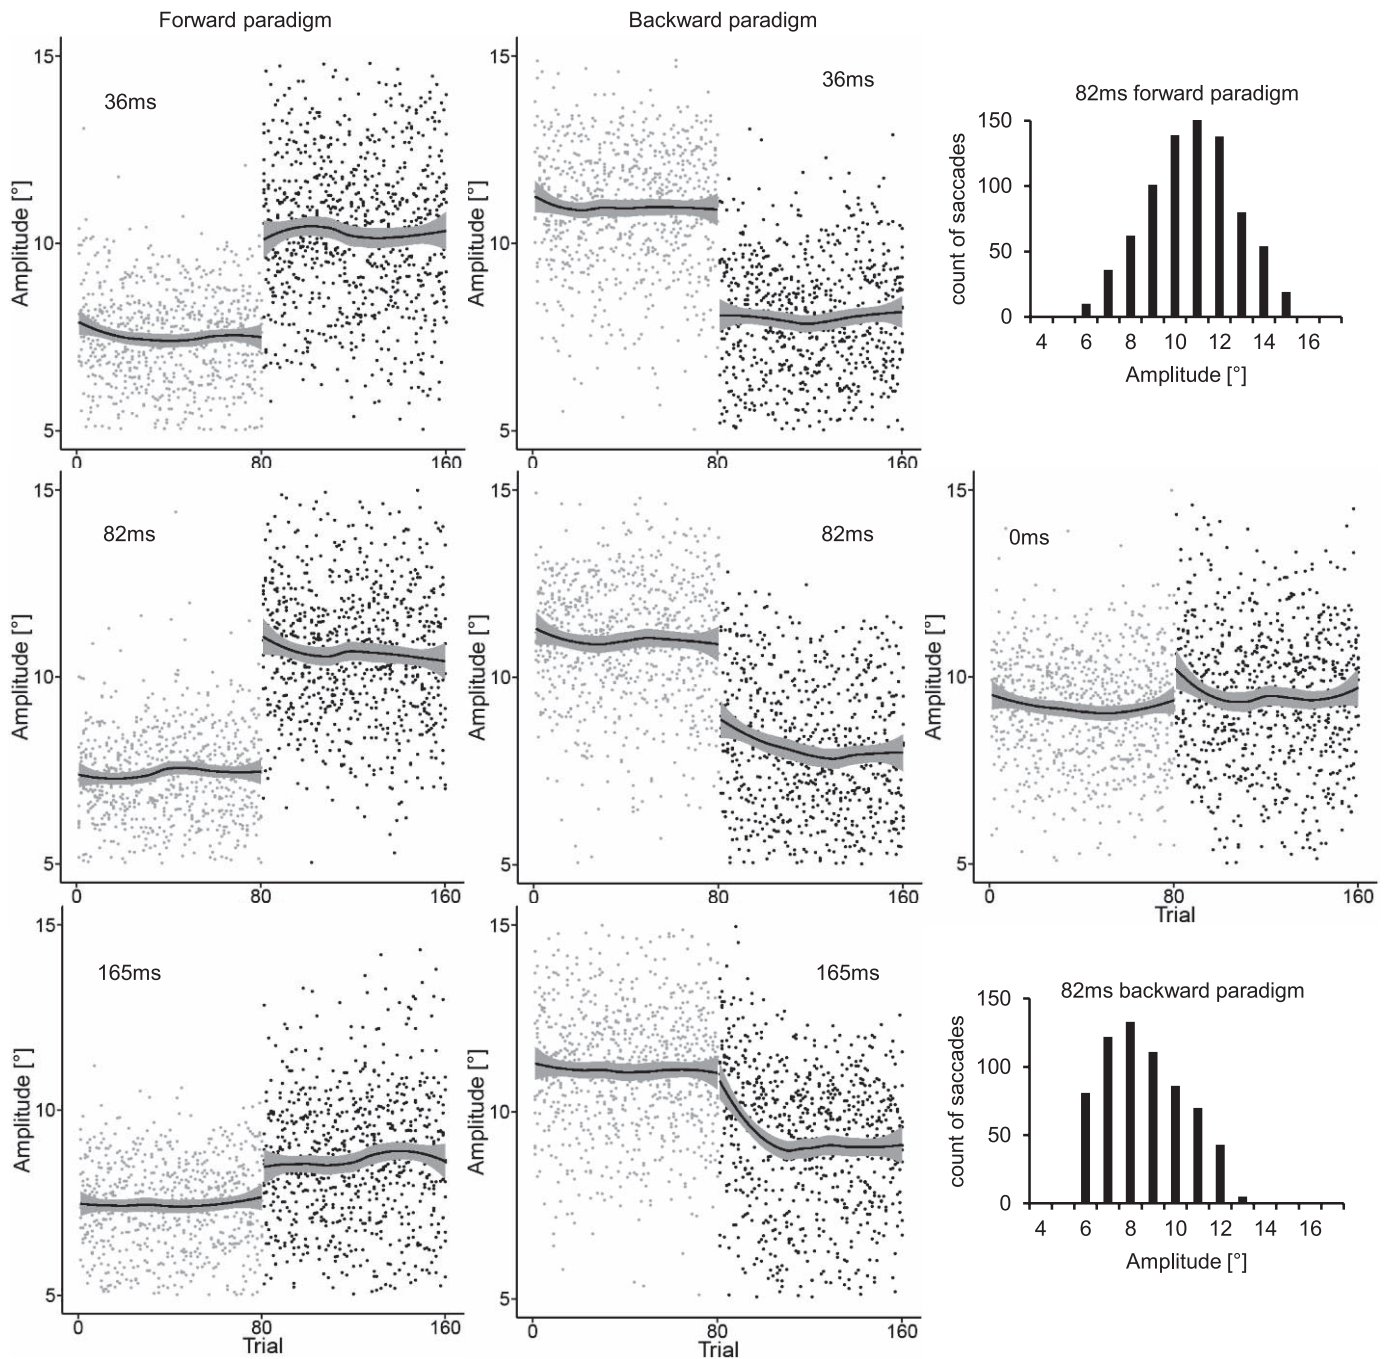 Forward paradigm
Backward paradigm
15
10
5
Amplitude [°]
36ms
0 80 160
15
10
5
Amplitude [°]
36ms
0 80 160
82ms forward paradigm
150
100
50
0
count of saccades
4 6 8 10 12 14 16
Amplitude [°]
15
10
5
Amplitude [°]
82ms
0 80 160
15
10
5
Amplitude [°]
82ms
0 80 160
15
10
5
Amplitude [°]
0ms
0 80 160
Trial
15
10
5
Amplitude [°]
165ms
0 80 160
Trial
15
10
5
Amplitude [°]
165ms
0 80 160
Trial
82ms backward paradigm
150
100
50
0
count of saccades
4 6 8 10 12 14 16
Amplitude [°]